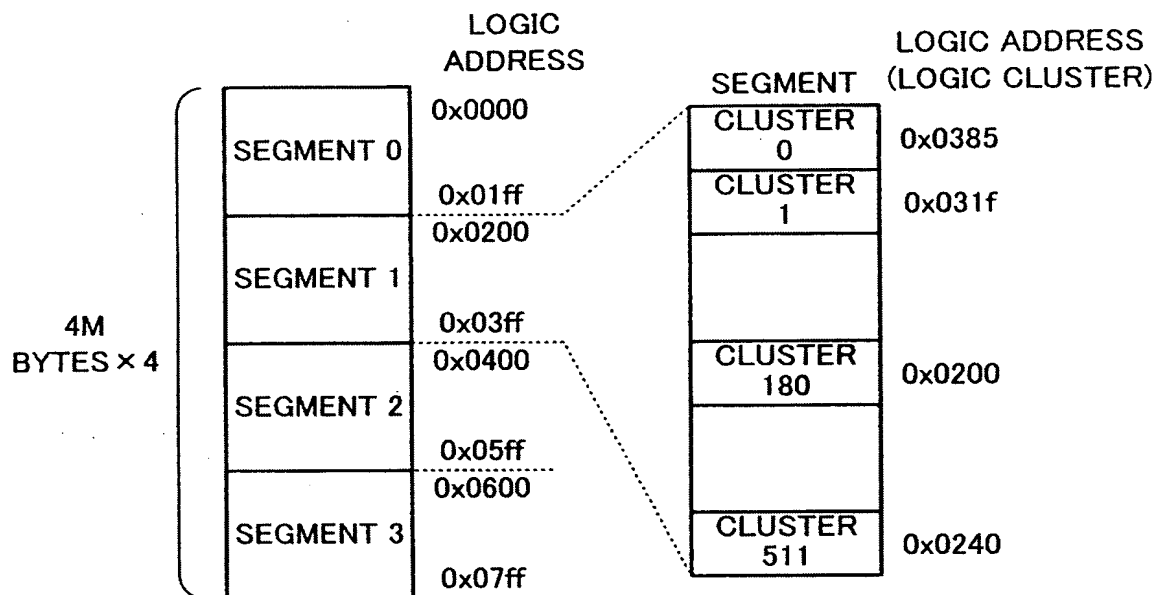 LOGIC
ADDRESS
0x0000
SEGMENT 0
0x01ff
0x0200
SEGMENT 1
0x03ff
0x0400
SEGMENT 2
0x05ff
0x0600
SEGMENT 3
0x07ff
4M
BYTES × 4
SEGMENT
LOGIC ADDRESS
(LOGIC CLUSTER)
CLUSTER
0
0x0385
CLUSTER
1
0x031f
CLUSTER
180
0x0200
CLUSTER
511
0x0240